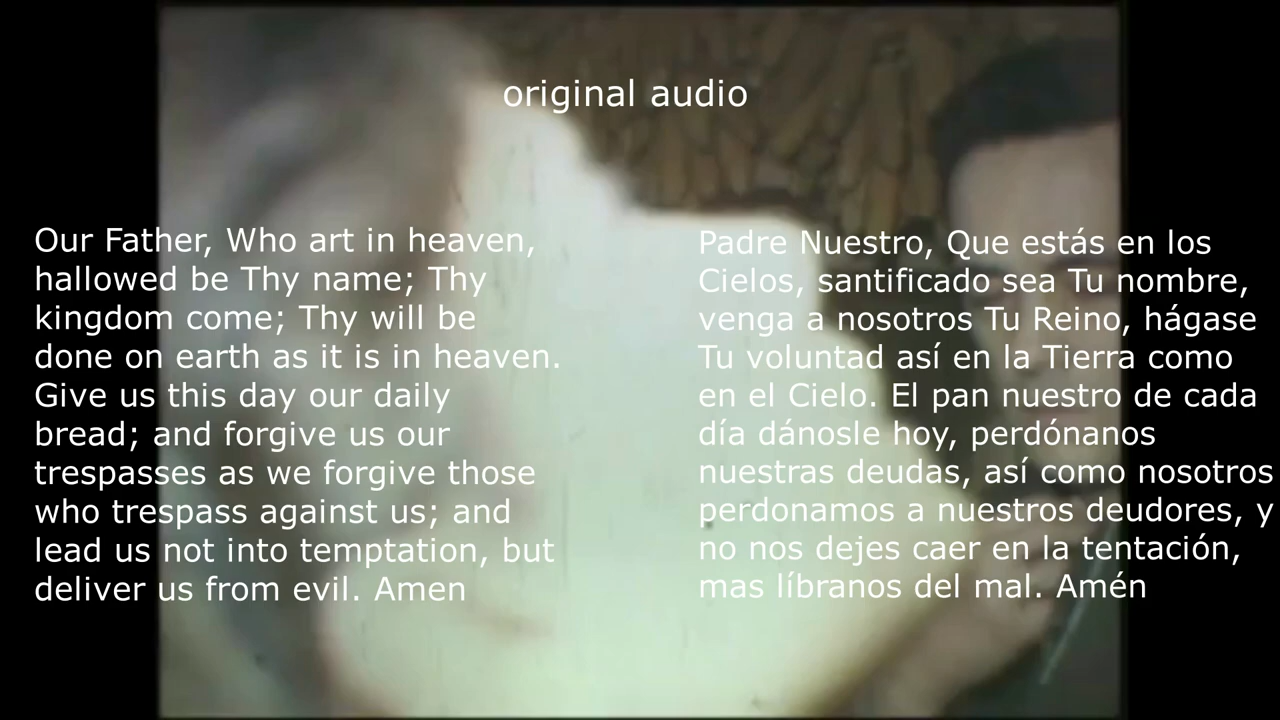 original audio
Our Father, Who art in heaven,
hallowed be Thy name; Thy
kingdom come; Thy will be
done on earth as it is in heaven.
Give us this day our daily
bread; and forgive us our
trespasses as we forgive those
who trespass against us; and
lead us not into temptation, but
deliver us from evil. Amen
Padre Nuestro, Que estás en los
Cielos, santificado sea Tu nombre,
venga a nosotros Tu Reino, hágase
Tu voluntad así en la Tierra como
en el Cielo. El pan nuestro de cada
día dánosle hoy, perdónanos
nuestras deudas, así como nosotros
perdonamos a nuestros deudores, y
no nos dejes caer en la tentación,
mas líbranos del mal. Amén